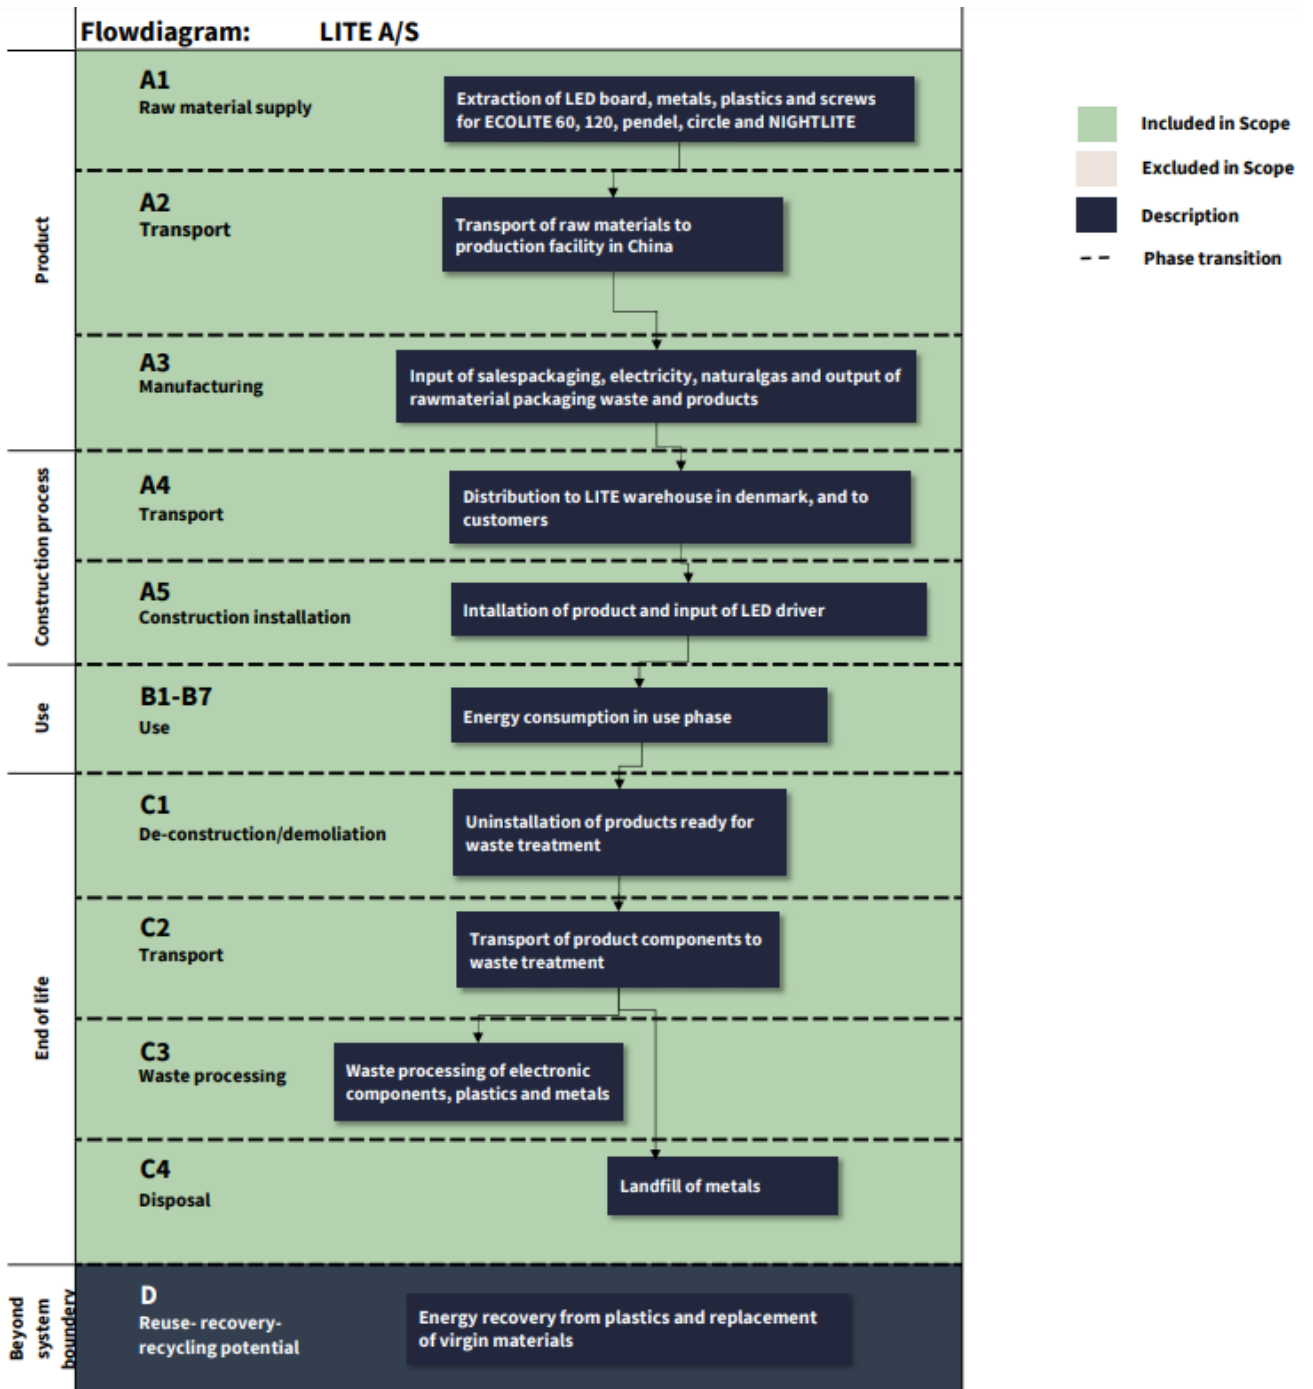 Flowdiagram: LITE A/S
Product
A1
Raw material supply
Extraction of LED board, metals, plastics and screws
for ECOLITE 60, 120, pendel, circle and NIGHTLITE
A2
Transport
Transport of raw materials to
production facility in China
A3
Manufacturing
Input of salespackaging, electricity, naturalgas and output of
rawmaterial packaging waste and products
Construction process
A4
Transport
Distribution to LITE warehouse in denmark, and to
customers
A5
Construction installation
Intallation of product and input of LED driver
Use
B1-B7
Use
Energy consumption in use phase
End of life
C1
De-construction/demoliation
Uninstallation of products ready for
waste treatment
C2
Transport
Transport of product components to
waste treatment
C3
Waste processing
Waste processing of electronic
components, plastics and metals
C4
Disposal
Landfill of metals
Beyond
system
boundery
D
Reuse- recovery-
recycling potential
Energy recovery from plastics and replacement
of virgin materials
Included in Scope
Excluded in Scope
Description
Phase transition